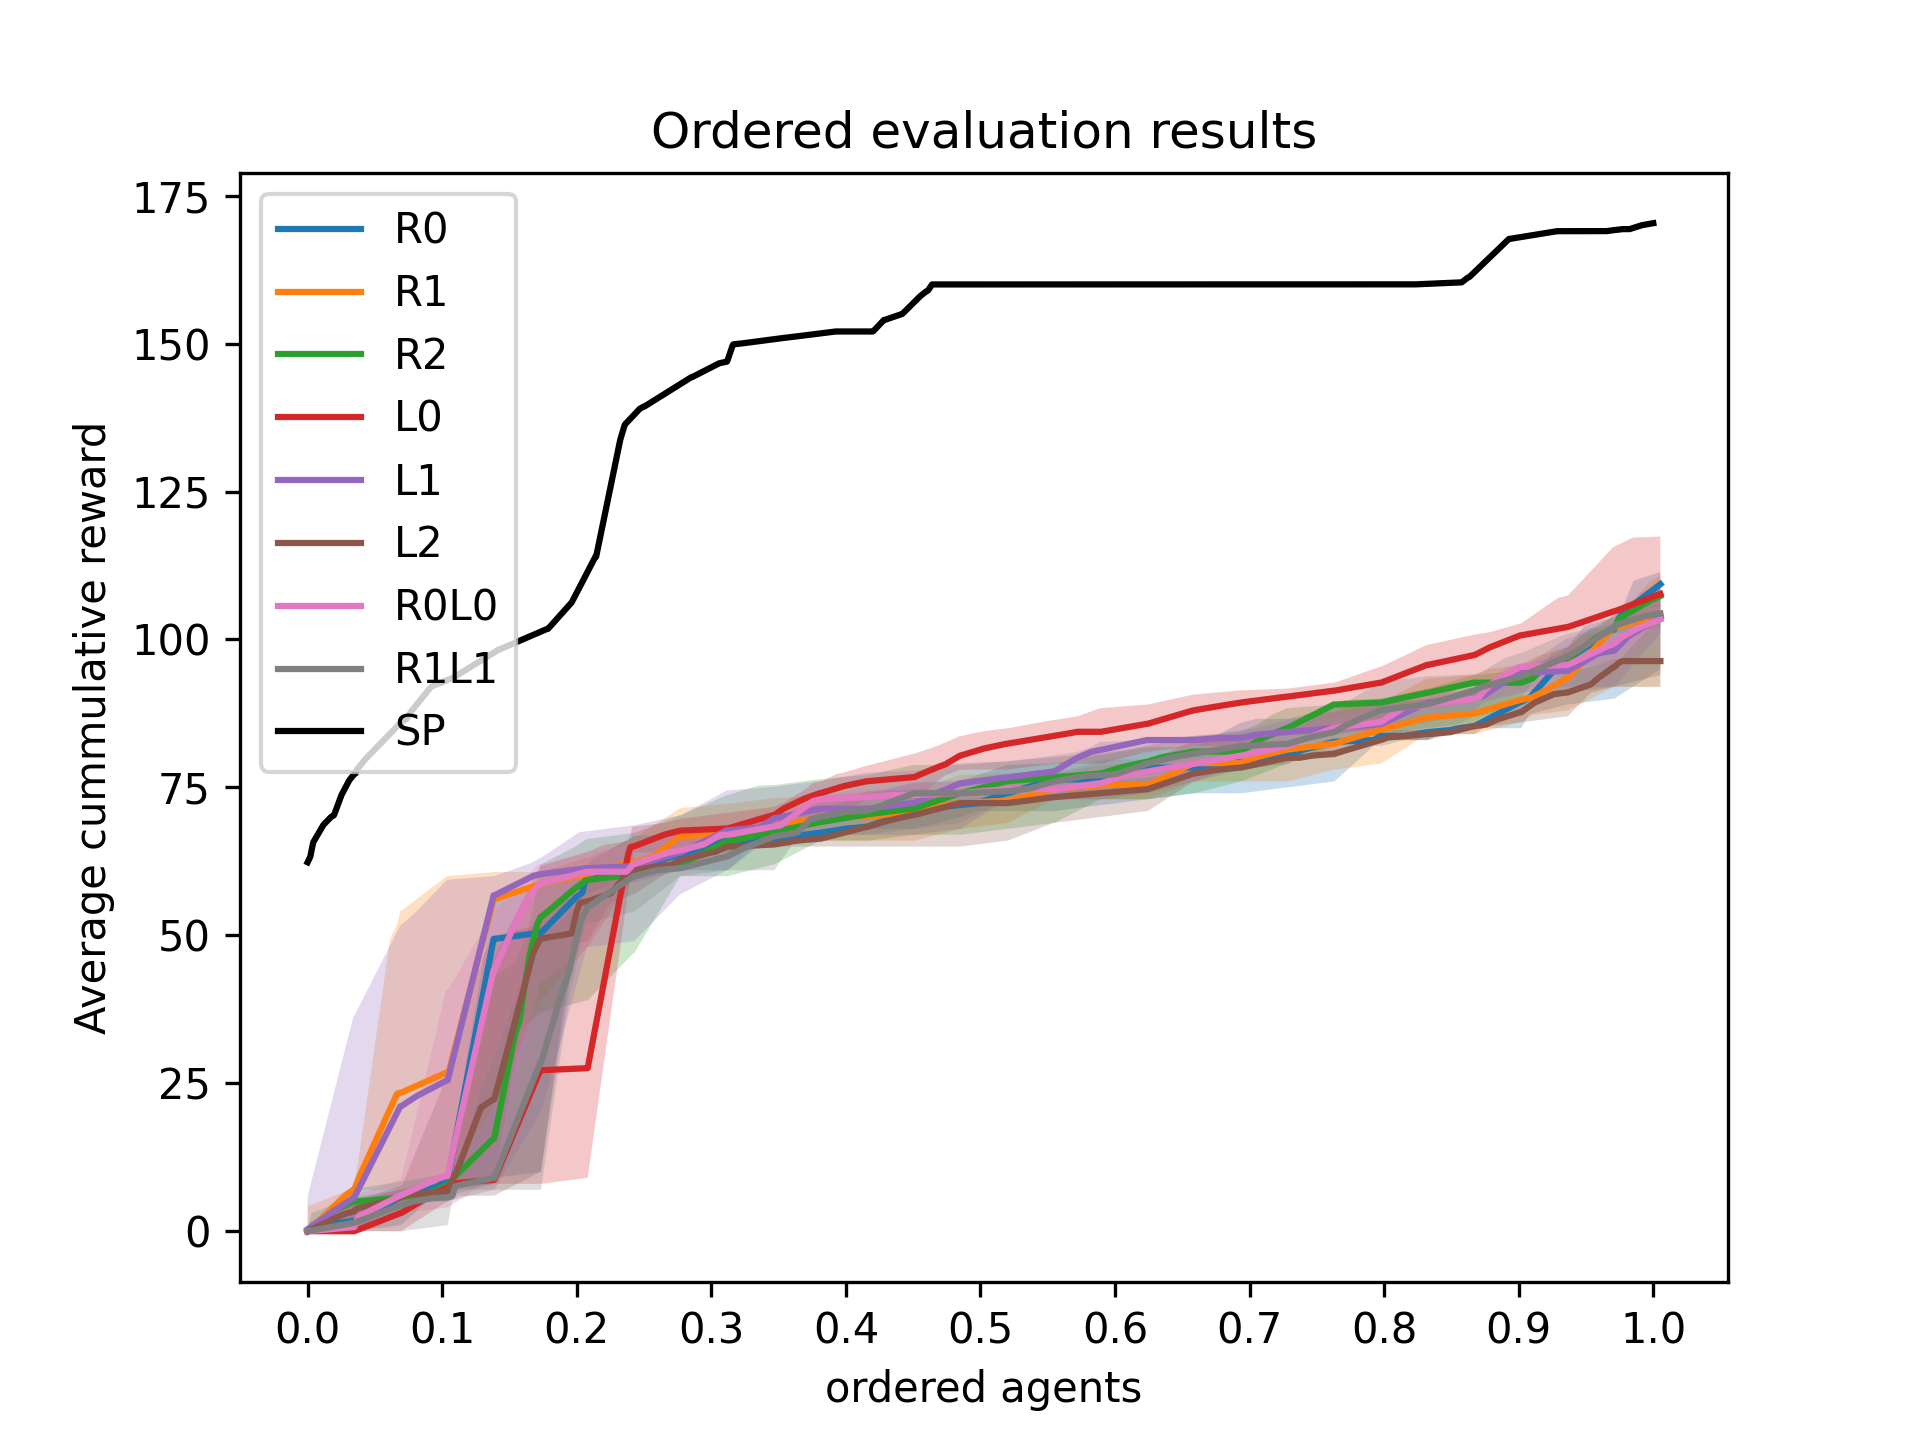 Ordered evaluation results
Average cummulative reward
175
150
125
100
75
50
25
0
R0
R1
R2
L0
L1
L2
R0L0
R1L1
SP
0.0 0.1 0.2 0.3 0.4 0.5 0.6 0.7 0.8 0.9 1.0
ordered agents